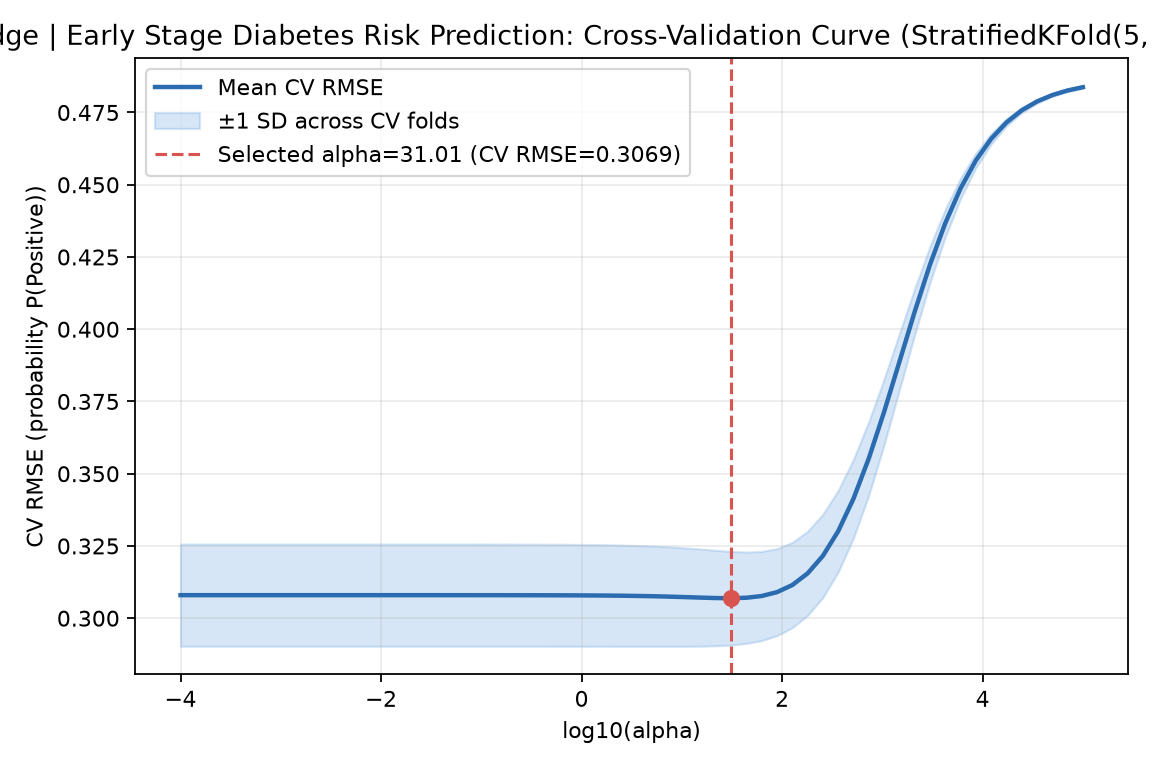 dge | Early Stage Diabetes Risk Prediction: Cross-Validation Curve (StratifiedKFold(5,
Mean CV RMSE
±1 SD across CV folds
Selected alpha=31.01 (CV RMSE=0.3069)
CV RMSE (probability P(Positive))
0.475
0.450
0.425
0.400
0.375
0.350
0.325
0.300
−4
−2
0
2
4
log10(alpha)